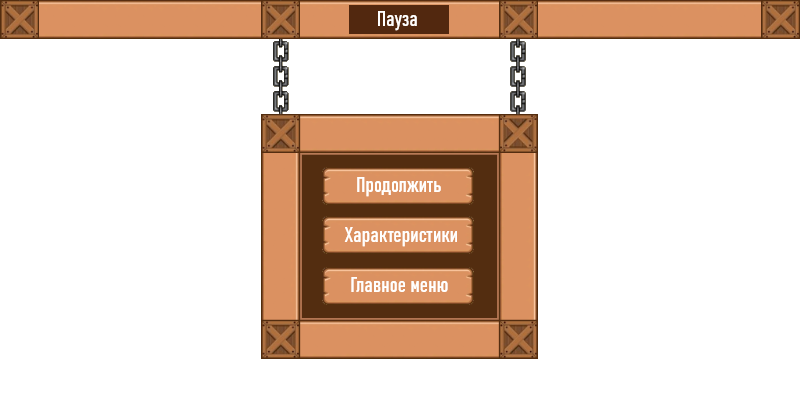 Пауза
Продолжить
Характеристики
Главное меню